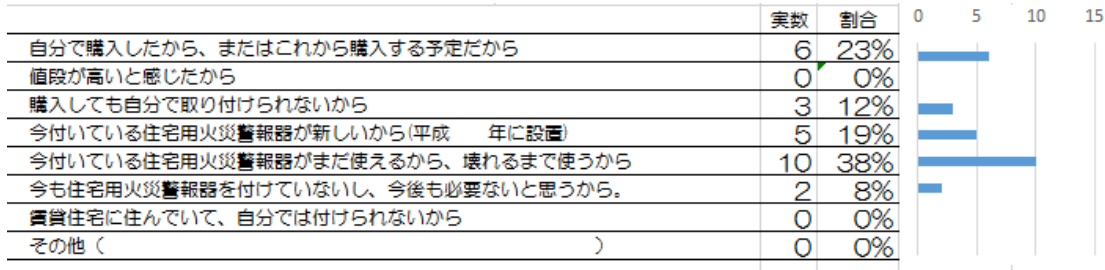 実数 割合 0 5 10 15
自分で購入したから、またはこれから購入する予定だから 6 23%
値段が高いと感じたから 0 0%
購入しても自分で取り付けられないから 3 12%
今付いている住宅用火災警報器が新しいから(平成　　年に設置) 5 19%
今付いている住宅用火災警報器がまだ使えるから、壊れるまで使うから 10 38%
今も住宅用火災警報器を付けていないし、今後も必要ないと思うから。 2 8%
賃貸住宅に住んでいて、自分では付けられないから 0 0%
その他（　　　　　　　　　　　　　　　　　　　　） 0 0%